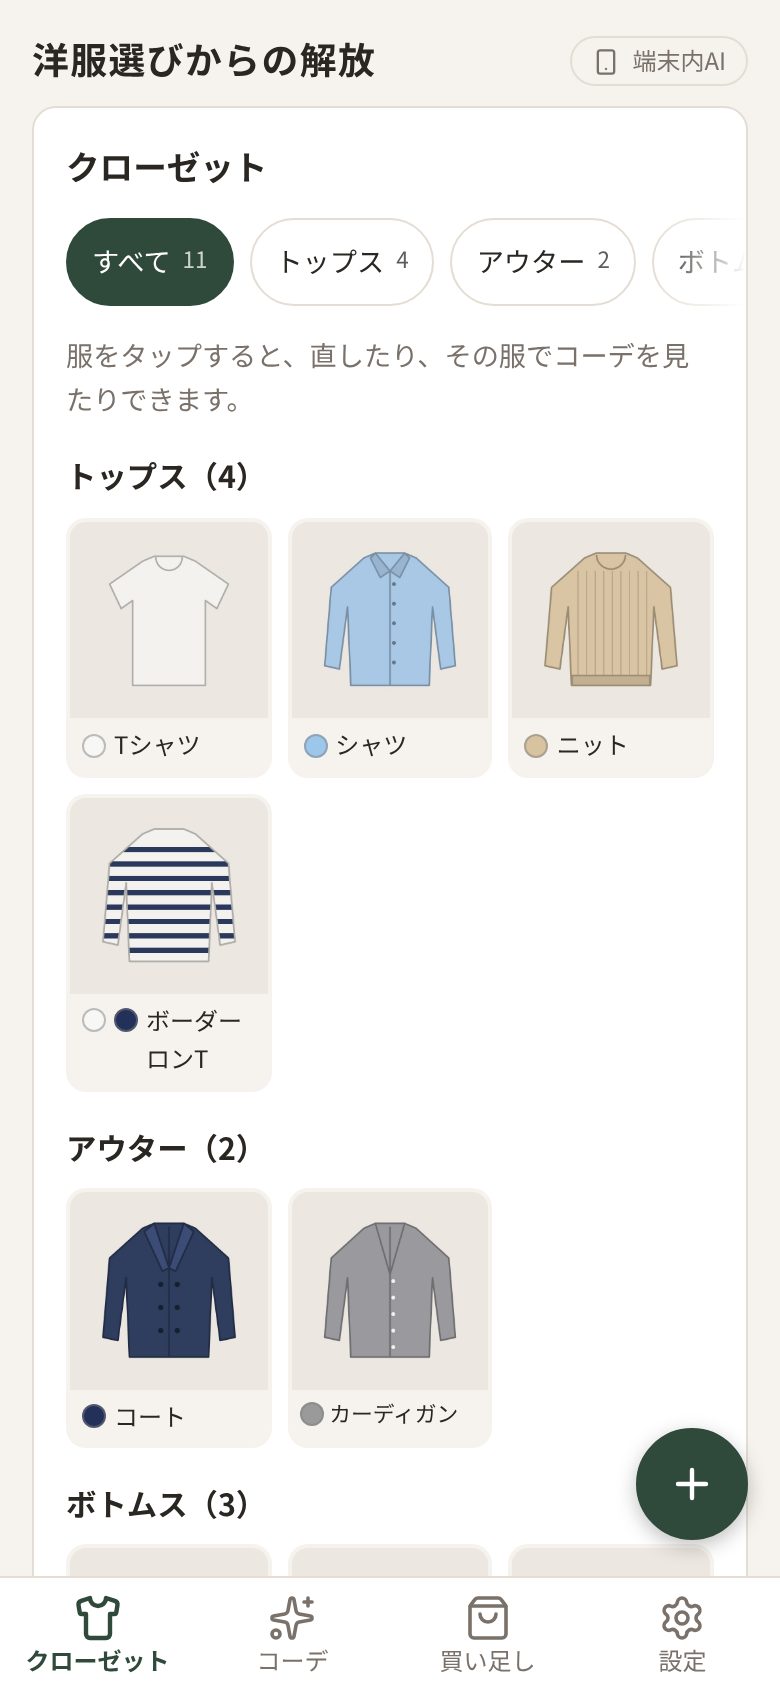 洋服選びからの解放
端末内AI
クローゼット
すべて 11
トップス 4
アウター 2
ボト
服をタップすると、直したり、その服でコーデを見
たりできます。
トップス（4）
Tシャツ
シャツ
ニット
ボーダー
ロンT
アウター（2）
コート
カーディガン
ボトムス（3）
クローゼット
コーデ
買い足し
設定